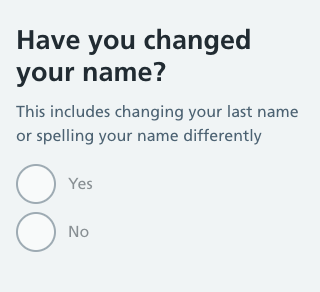 Have you changed
your name?
This includes changing your last name
or spelling your name differently
Yes
No